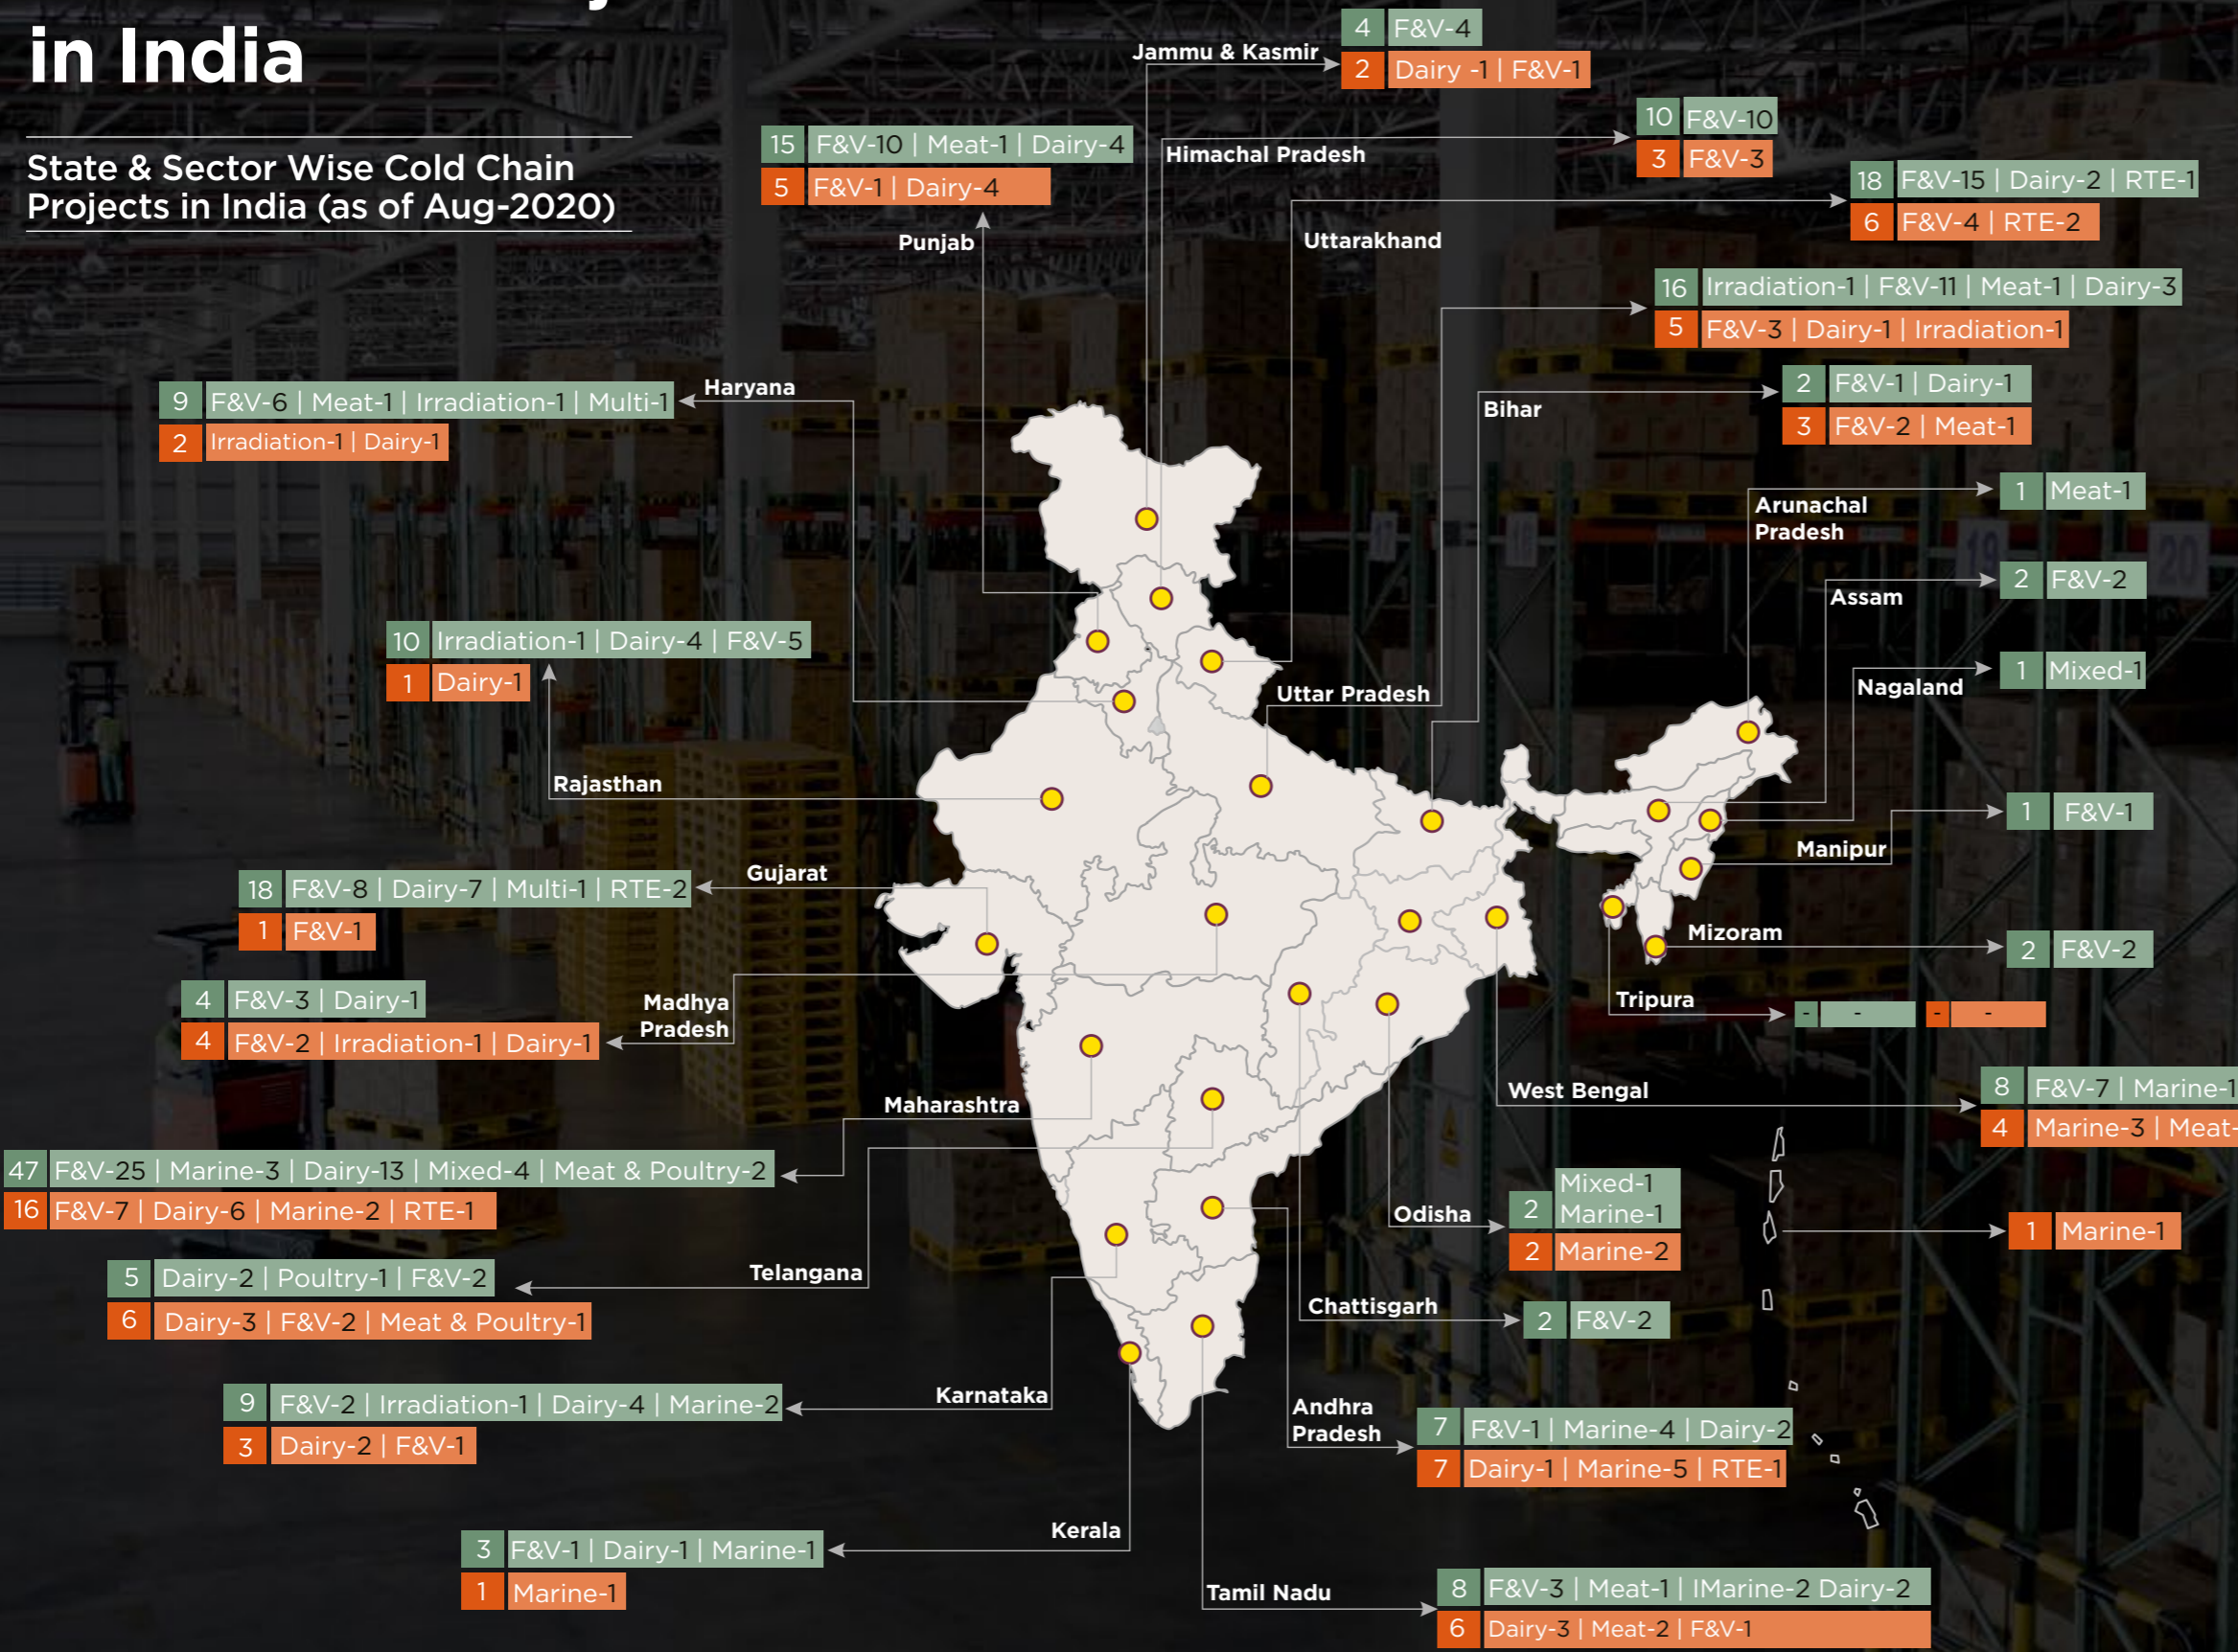 in India
State & Sector Wise Cold Chain
Projects in India (as of Aug-2020)
Jammu & Kasmir
4 F&V-4
2 Dairy -1 | F&V-1
Himachal Pradesh
10 F&V-10
3 F&V-3
Punjab
15 F&V-10 | Meat-1 | Dairy-4
5 F&V-1 | Dairy-4
Uttarakhand
18 F&V-15 | Dairy-2 | RTE-1
6 F&V-4 | RTE-2
Uttar Pradesh
16 Irradiation-1 | F&V-11 | Meat-1 | Dairy-3
5 F&V-3 | Dairy-1 | Irradiation-1
Haryana
9 F&V-6 | Meat-1 | Irradiation-1 | Multi-1
2 Irradiation-1 | Dairy-1
Bihar
2 F&V-1 | Dairy-1
3 F&V-2 | Meat-1
Arunachal
Pradesh
1 Meat-1
Assam
2 F&V-2
Nagaland
1 Mixed-1
19
20
Rajasthan
10 Irradiation-1 | Dairy-4 | F&V-5
1 Dairy-1
Manipur
1 F&V-1
Gujarat
18 F&V-8 | Dairy-7 | Multi-1 | RTE-2
1 F&V-1
Mizoram
2 F&V-2
Tripura
- - - -
Madhya
Pradesh
4 F&V-3 | Dairy-1
4 F&V-2 | Irradiation-1 | Dairy-1
West Bengal
8 F&V-7 | Marine-1
4 Marine-3 | Meat-
Maharashtra
47 F&V-25 | Marine-3 | Dairy-13 | Mixed-4 | Meat & Poultry-2
16 F&V-7 | Dairy-6 | Marine-2 | RTE-1
Odisha
2 Mixed-1
Marine-1
2 Marine-2
1 Marine-1
Telangana
5 Dairy-2 | Poultry-1 | F&V-2
6 Dairy-3 | F&V-2 | Meat & Poultry-1
Chattisgarh
2 F&V-2
Karnataka
9 F&V-2 | Irradiation-1 | Dairy-4 | Marine-2
3 Dairy-2 | F&V-1
Andhra
Pradesh
7 F&V-1 | Marine-4 | Dairy-2
7 Dairy-1 | Marine-5 | RTE-1
Kerala
3 F&V-1 | Dairy-1 | Marine-1
1 Marine-1
Tamil Nadu
8 F&V-3 | Meat-1 | IMarine-2 Dairy-2
6 Dairy-3 | Meat-2 | F&V-1